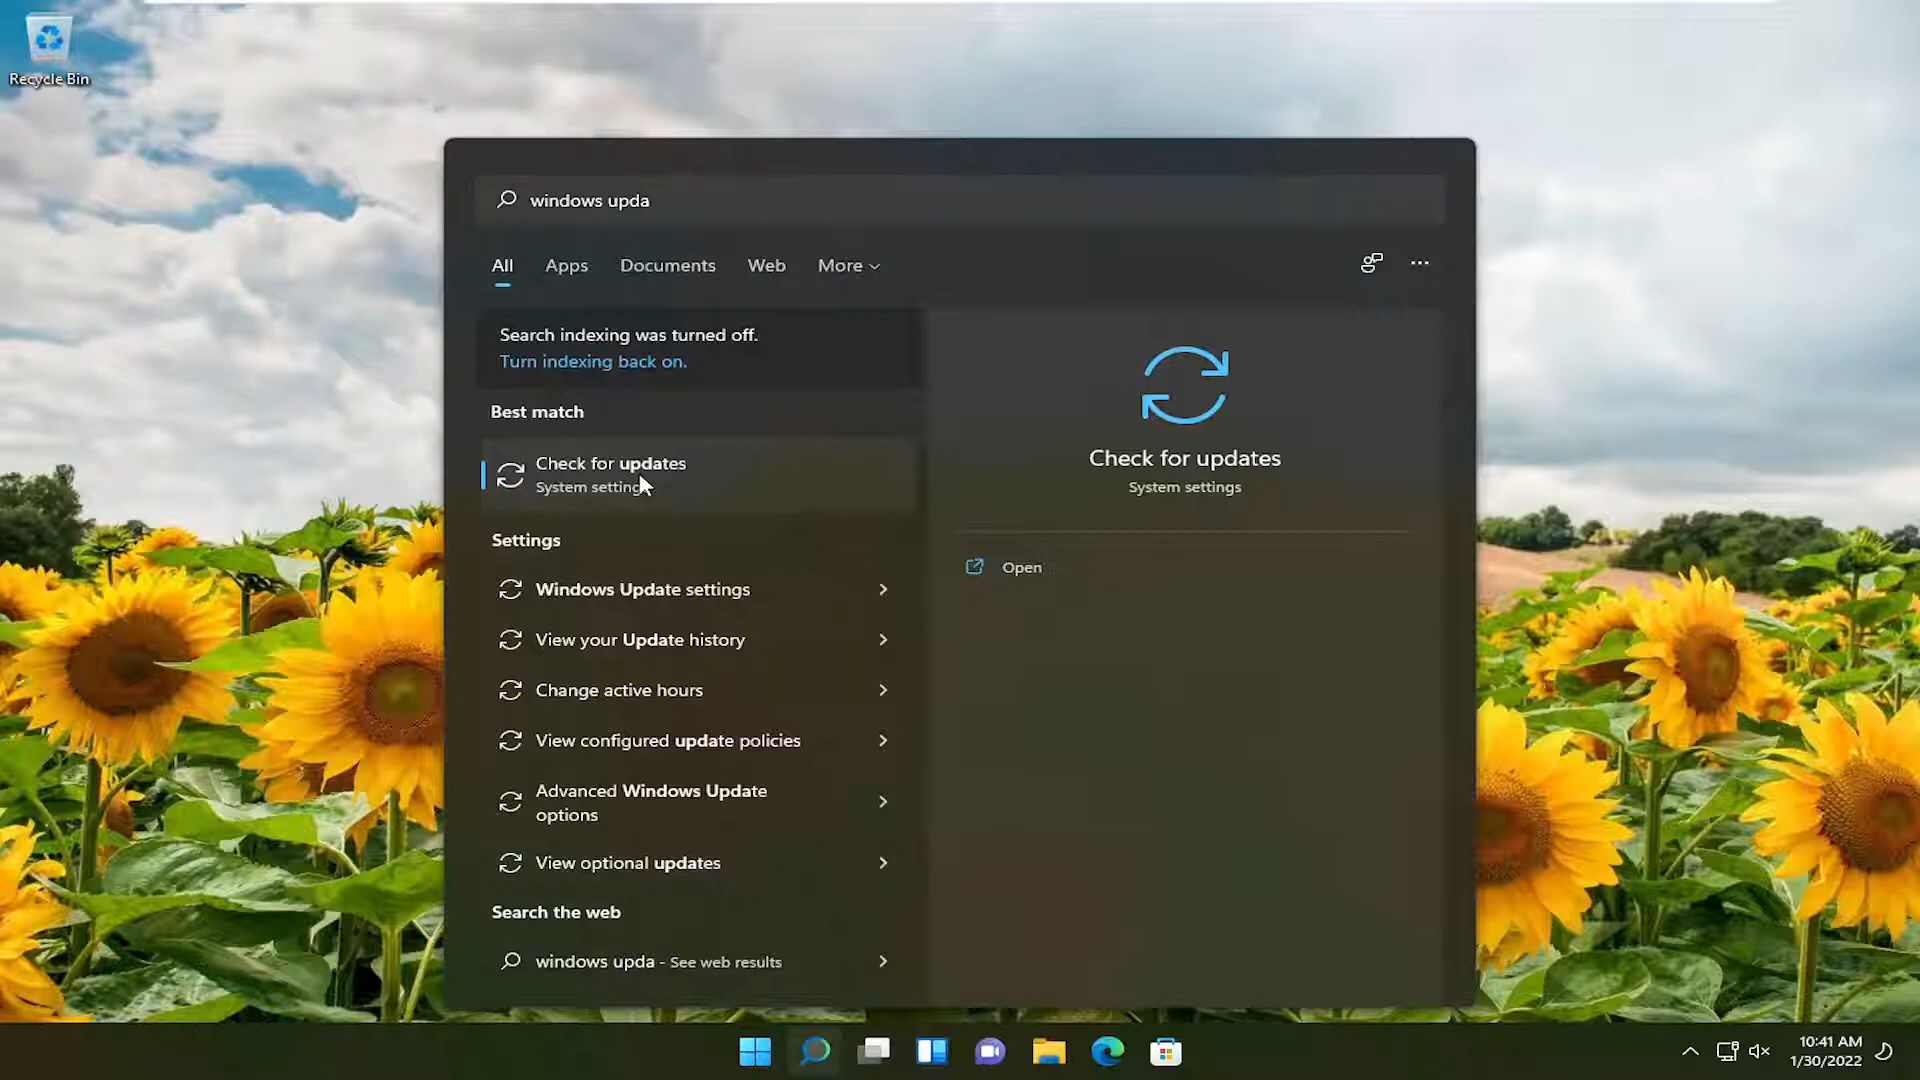 Recycle Bin
windows upda
All Apps Documents Web More
Search indexing was turned off.
Turn indexing back on.
Best match
Check for updates
System settings
Settings
Windows Update settings
View your Update history
Change active hours
View configured update policies
Advanced Windows Update
options
View optional updates
Search the web
windows upda - See web results
Check for updates
System settings
Open
10:41 AM
1/30/2022